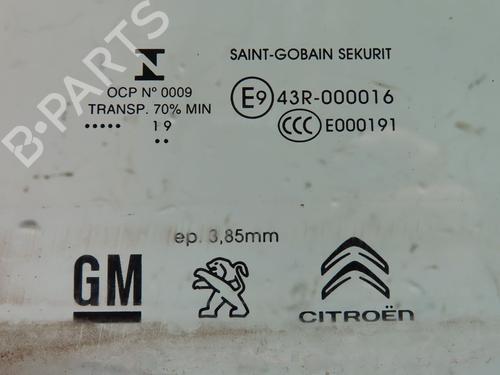 B-PARTS
SAINT-GOBAIN SEKURIT
OCP N° 0009
TRANSP. 70% MIN
..... 19
..
E9 43R-000016
CCC E000191
ep. 3,85mm
GM
CITROËN